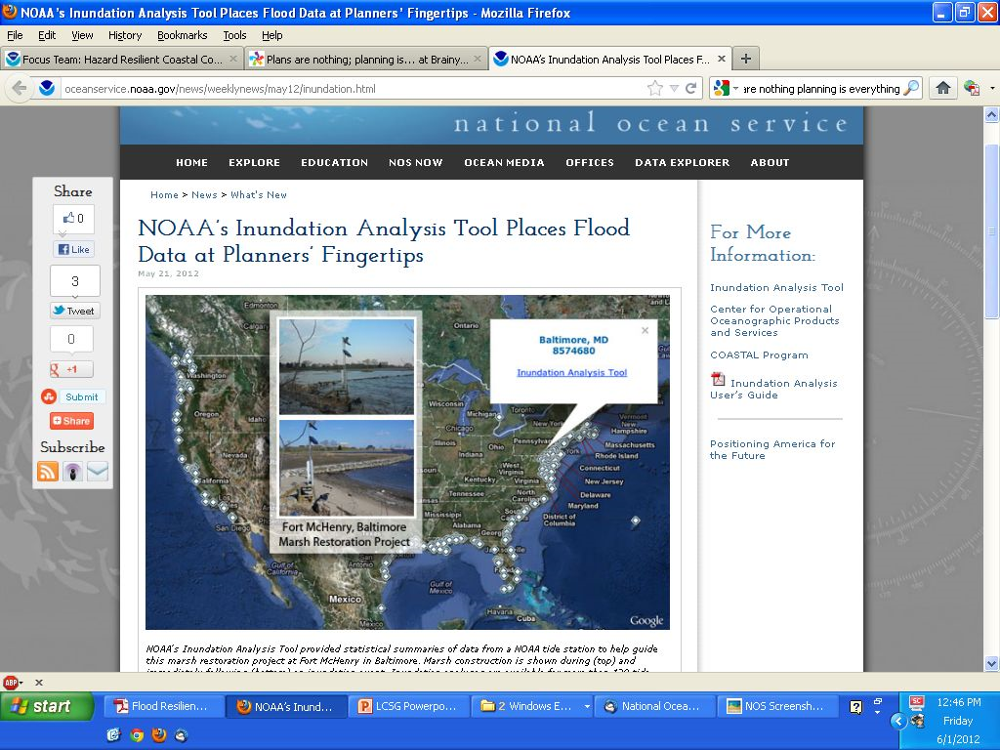 NOAA's Inundation Analysis Tool Places Flood Data at Planners' Fingertips - Mozilla Firefox
File Edit View History Bookmarks Tools Help
Focus Team: Hazard Resilient Coastal Co...
Plans are nothing; planning is... at Brainy...
NOAA's Inundation Analysis Tool Places F...
oceanservice.noaa.gov/news/weeklynews/may12/inundation.html
are nothing planning is everything
national ocean service
HOME EXPLORE EDUCATION NOS NOW OCEAN MEDIA OFFICES DATA EXPLORER ABOUT
Share
0
Like
3
Tweet
0
+1
Submit
Share
Subscribe
Home > News > What's New
NOAA's Inundation Analysis Tool Places Flood
Data at Planners' Fingertips
May 21, 2012
Edmonton
Calgary
Ontario
Washington
Oregon
Idaho
Nevada
California
San Diego
Wisconsin
Michigan
Toronto
Chicago
Illinois
Indiana
Ohio
New York
Pennsylvania
York
Vermont
New
Hampshire
Massachusetts
Rhode Island
Connecticut
New Jersey
Delaware
Maryland
District of
Columbia
West
Virginia
Virginia
Kentucky
Tennessee
North
Carolina
South
Carolina
Mississippi
Alabama
Georgia
San
Antonio
Gulf of
California
Gulf of
Mexico
México
Mexico
Havana
Cuba
Google
Baltimore, MD
8574680
Inundation Analysis Tool
Fort McHenry, Baltimore
Marsh Restoration Project
NOAA's Inundation Analysis Tool provided statistical summaries of data from a NOAA tide station to help guide
this marsh restoration project at Fort McHenry in Baltimore. Marsh construction is shown during (top) and
For More
Information:
Inundation Analysis Tool
Center for Operational
Oceanographic Products
and Services
COASTAL Program
Inundation Analysis
User's Guide
Positioning America for
the Future
ABP
start
Flood Resilien...
NOAA's Inund...
LCSG Powerpo...
2 Windows E...
National Ocea...
NOS Screensh...
12:46 PM
Friday
6/1/2012